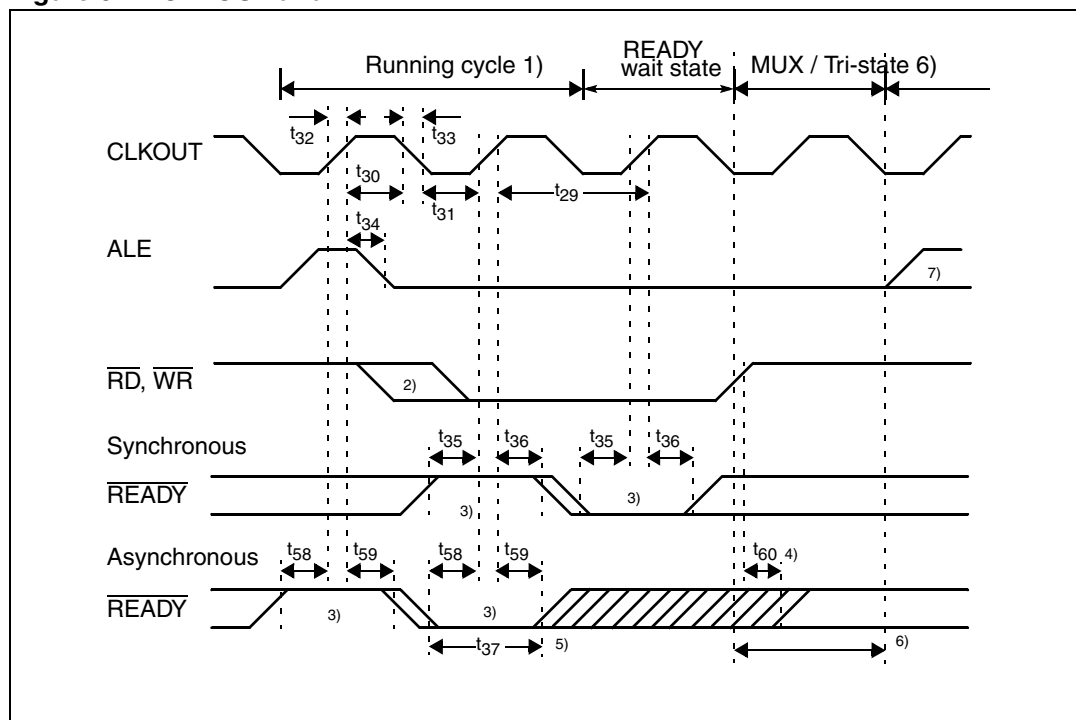 READY
Running cycle 1) wait state MUX / Tri-state 6)
t32 t33
CLKOUT
t30 t31 t29
t34
ALE
7)
RD, WR 2)
Synchronous t35 t36 t35 t36
READY 3) 3)
Asynchronous t58 t59 t58 t59 t60 4)
READY 3) 3)
t37 5) 6)